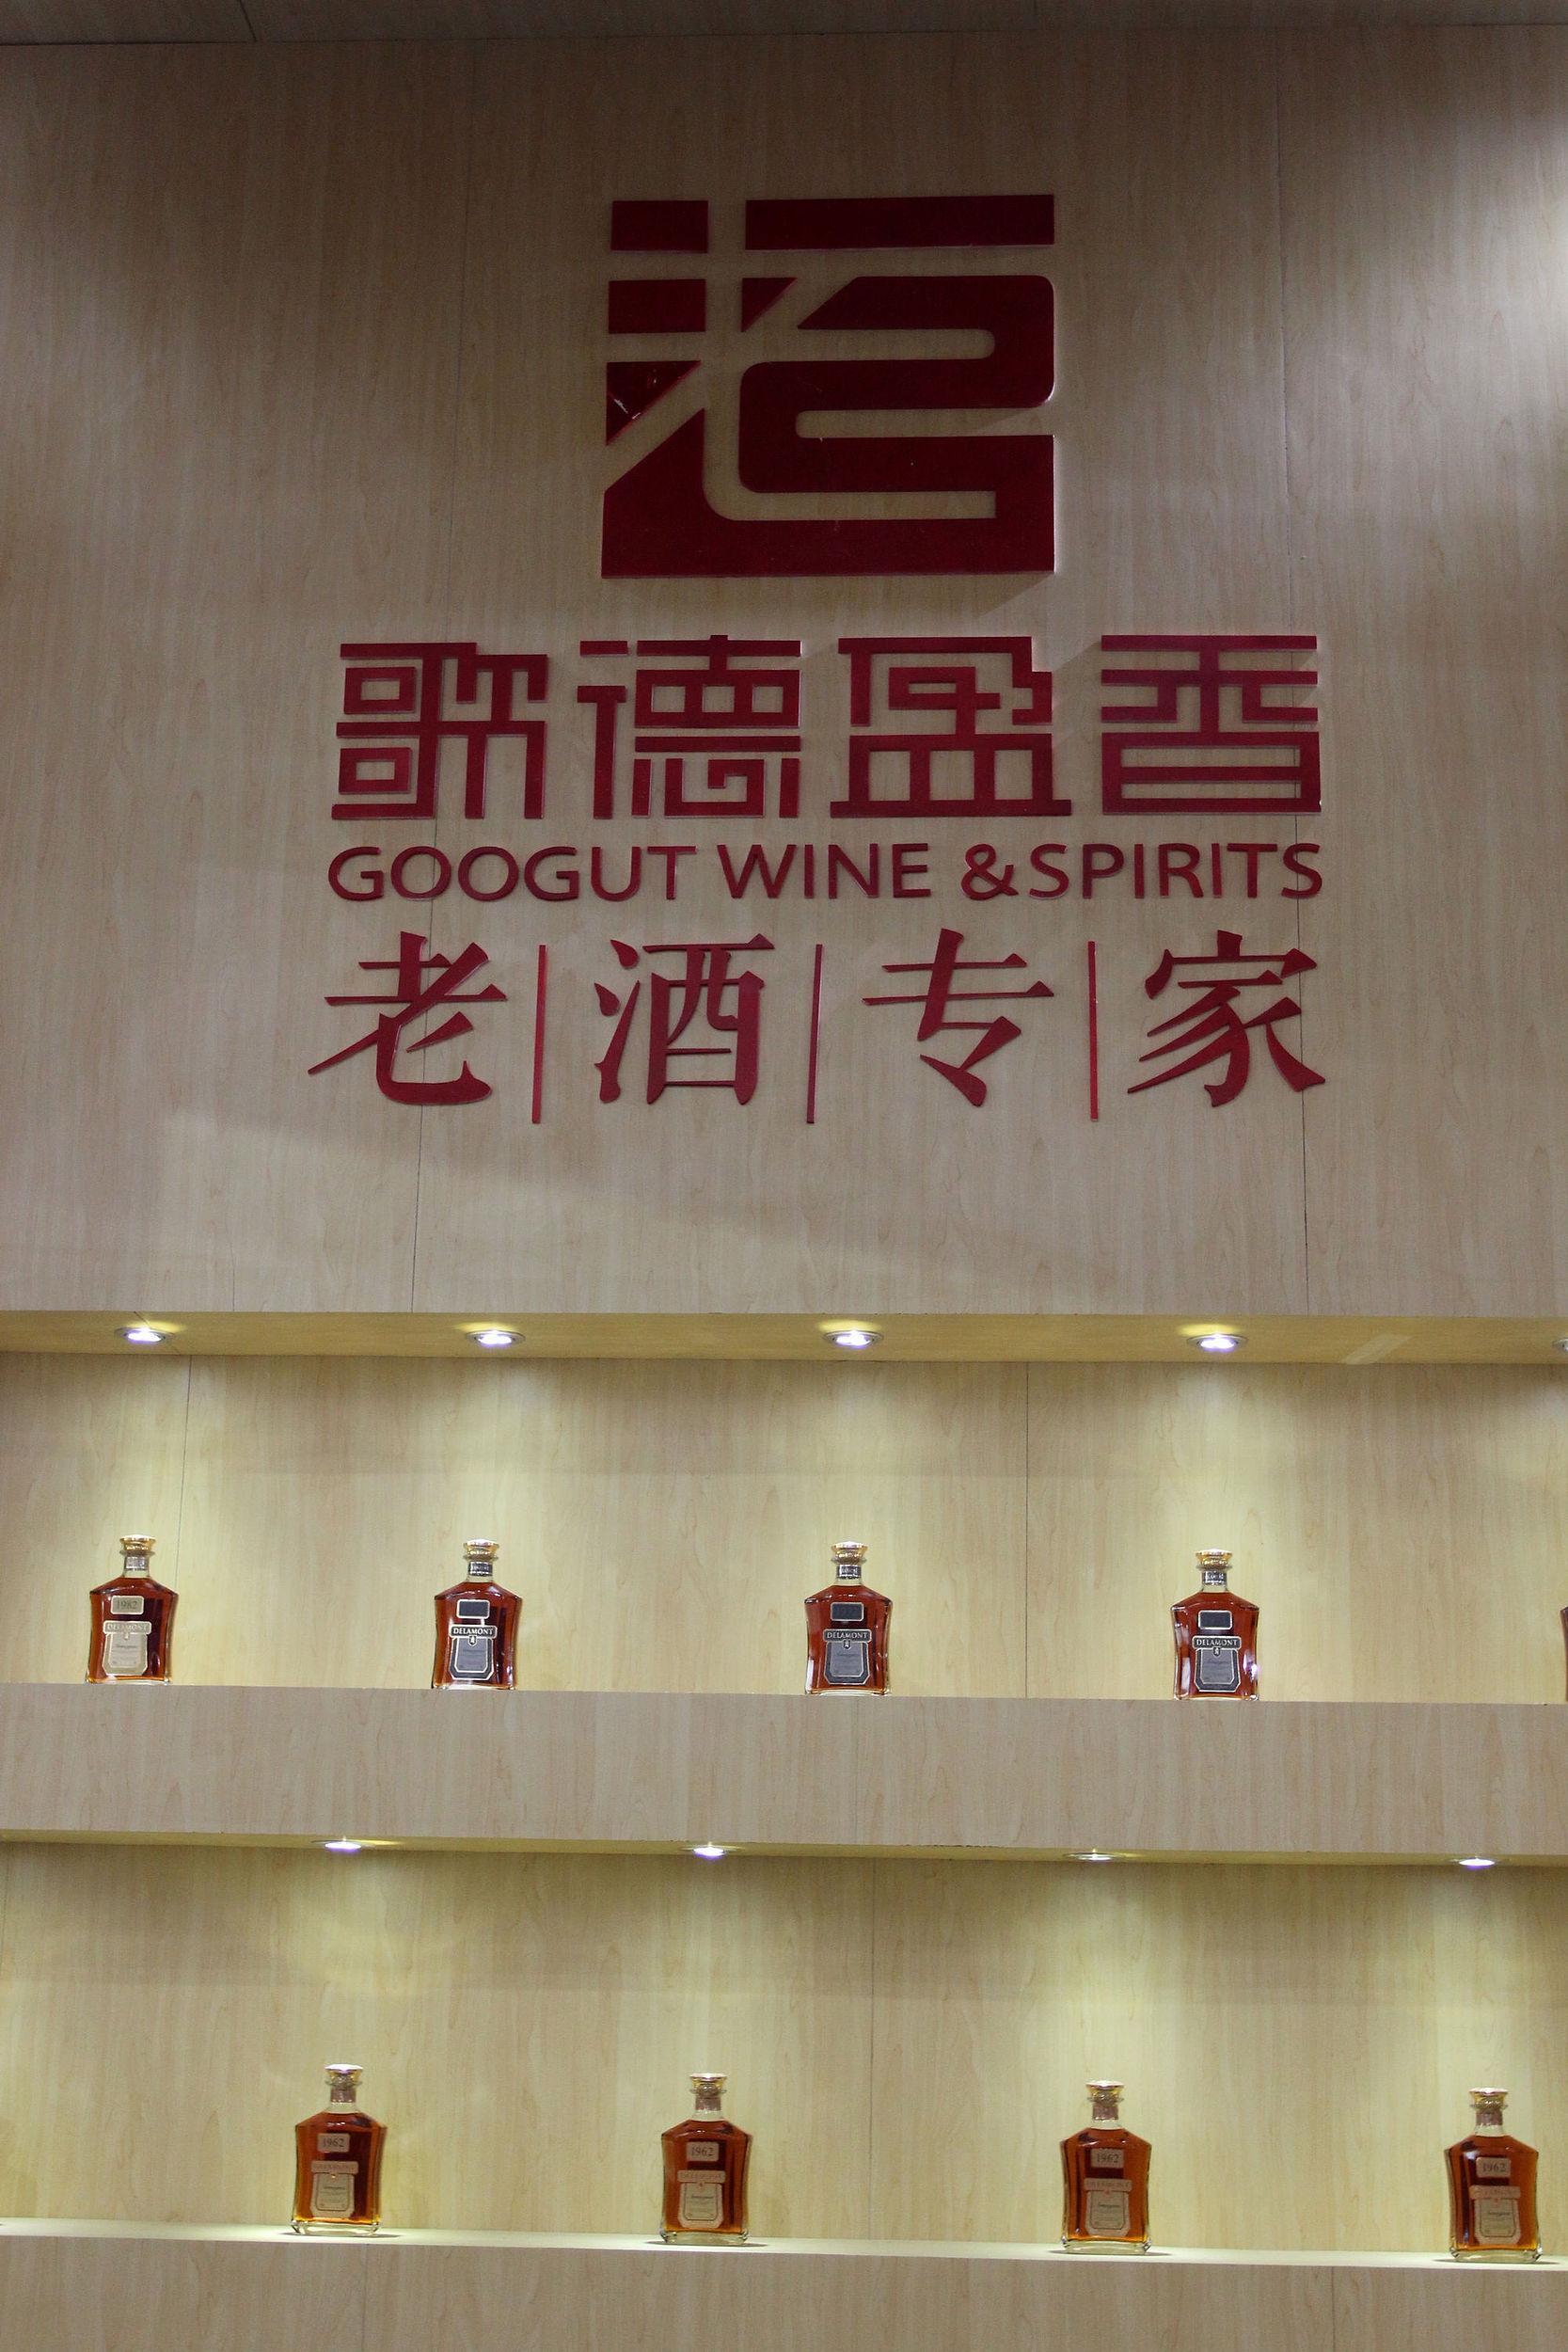 歌德盈香
GOOGUT WINE & SPIRITS
老|酒|专|家
1982
DELAMONT
DELAMONT
DELAMONT
DELAMONT
1962
1962
1962
1962